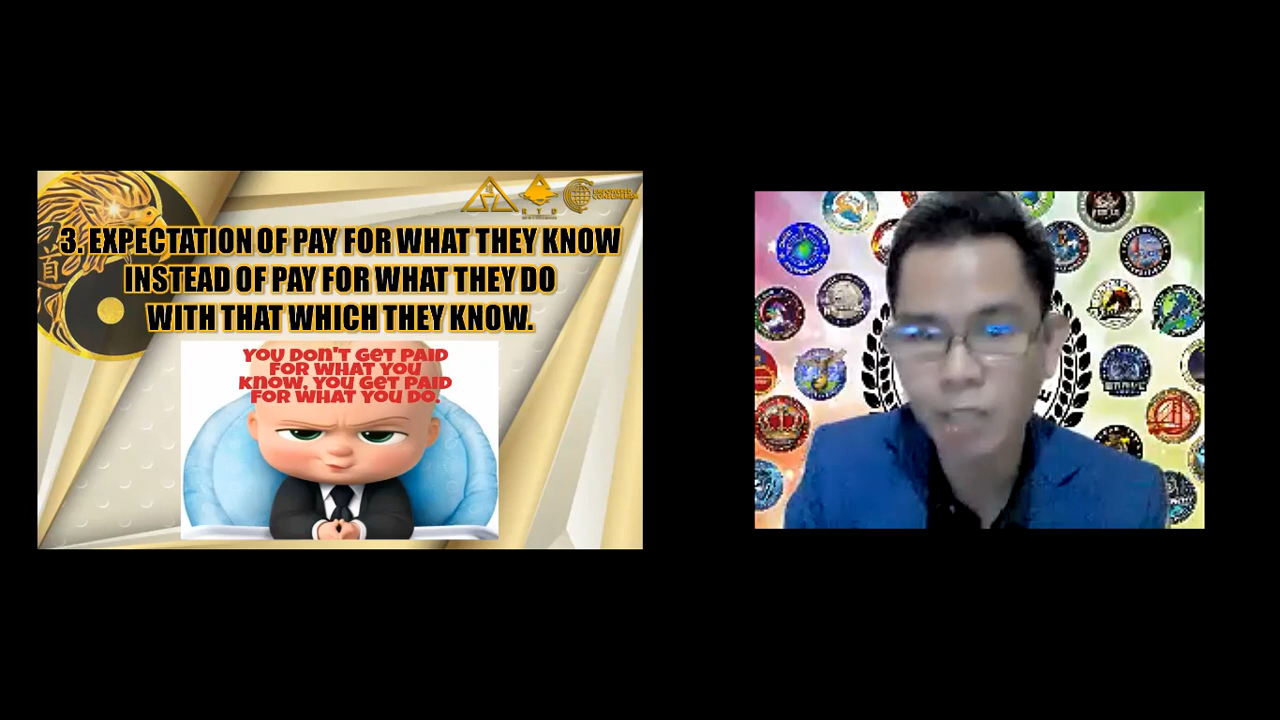 3. EXPECTATION OF PAY FOR WHAT THEY KNOW
INSTEAD OF PAY FOR WHAT THEY DO
WITH THAT WHICH THEY KNOW.
YOU DON'T GET PAID
FOR WHAT YOU
KNOW, YOU GET PAID
FOR WHAT YOU DO.